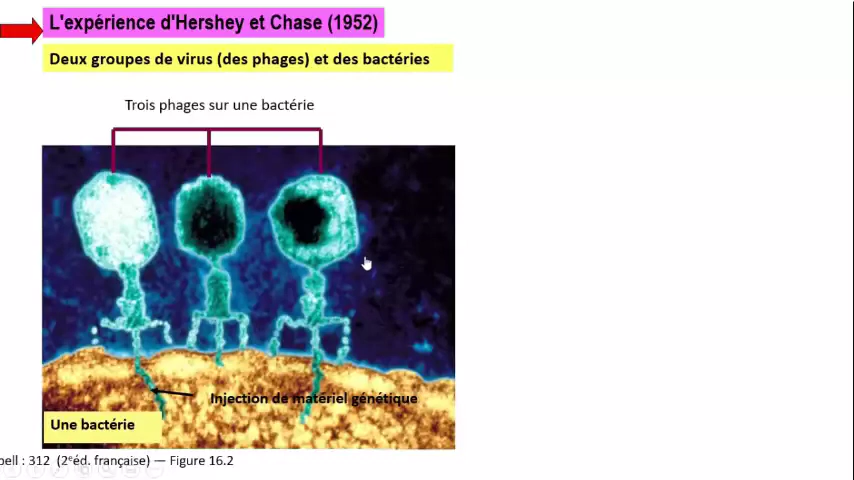 L'expérience d'Hershey et Chase (1952)
Deux groupes de virus (des phages) et des bactéries
Trois phages sur une bactérie
Injection de matériel génétique
Une bactérie
pell : 312 (2ᵉéd. française) — Figure 16.2